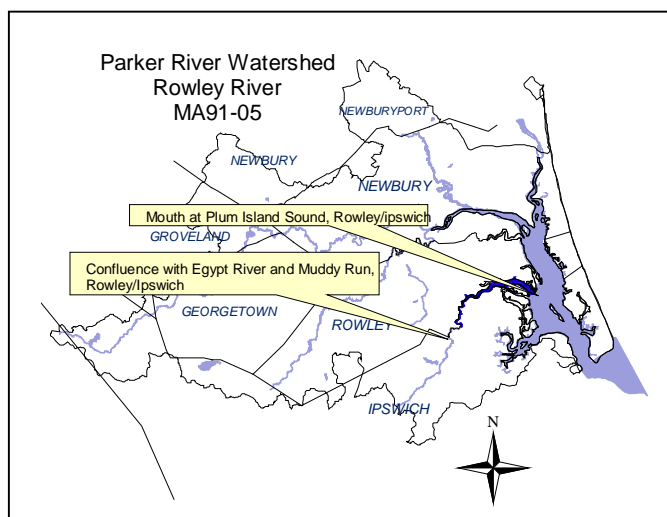 Parker River Watershed
Rowley River
MA91-05
NEWBURYPORT
NEWBURY
NEWBURY
Mouth at Plum Island Sound, Rowley/ipswich
GROVELAND
Confluence with Egypt River and Muddy Run,
Rowley/Ipswich
GEORGETOWN
ROWLEY
IPSWICH
N